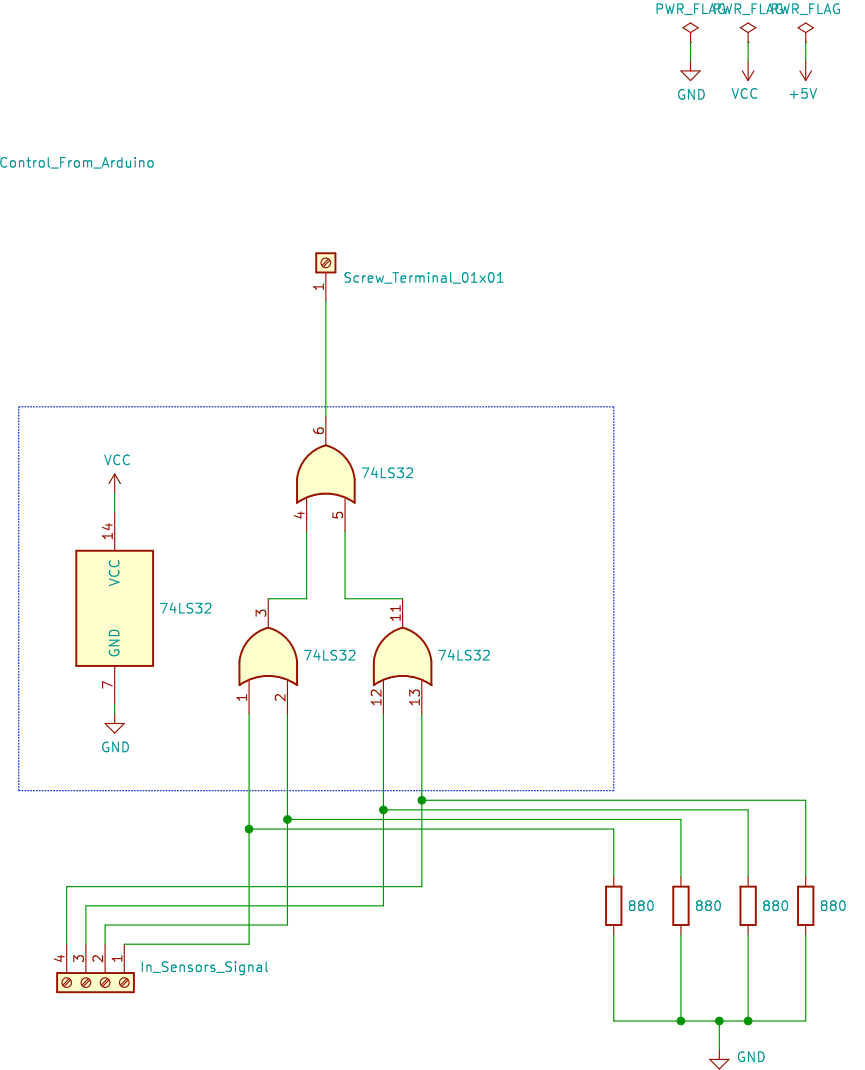 PWR_FLAG PWR_FLAG PWR_FLAG
GND VCC +5V
Control_From_Arduino
Screw_Terminal_01x01
1
6
74LS32
VCC
4 5
14
VCC
74LS32
GND
7
GND
3 11
74LS32 74LS32
1 2 12 13
880 880 880 880
4 3 2 1
In_Sensors_Signal
GND